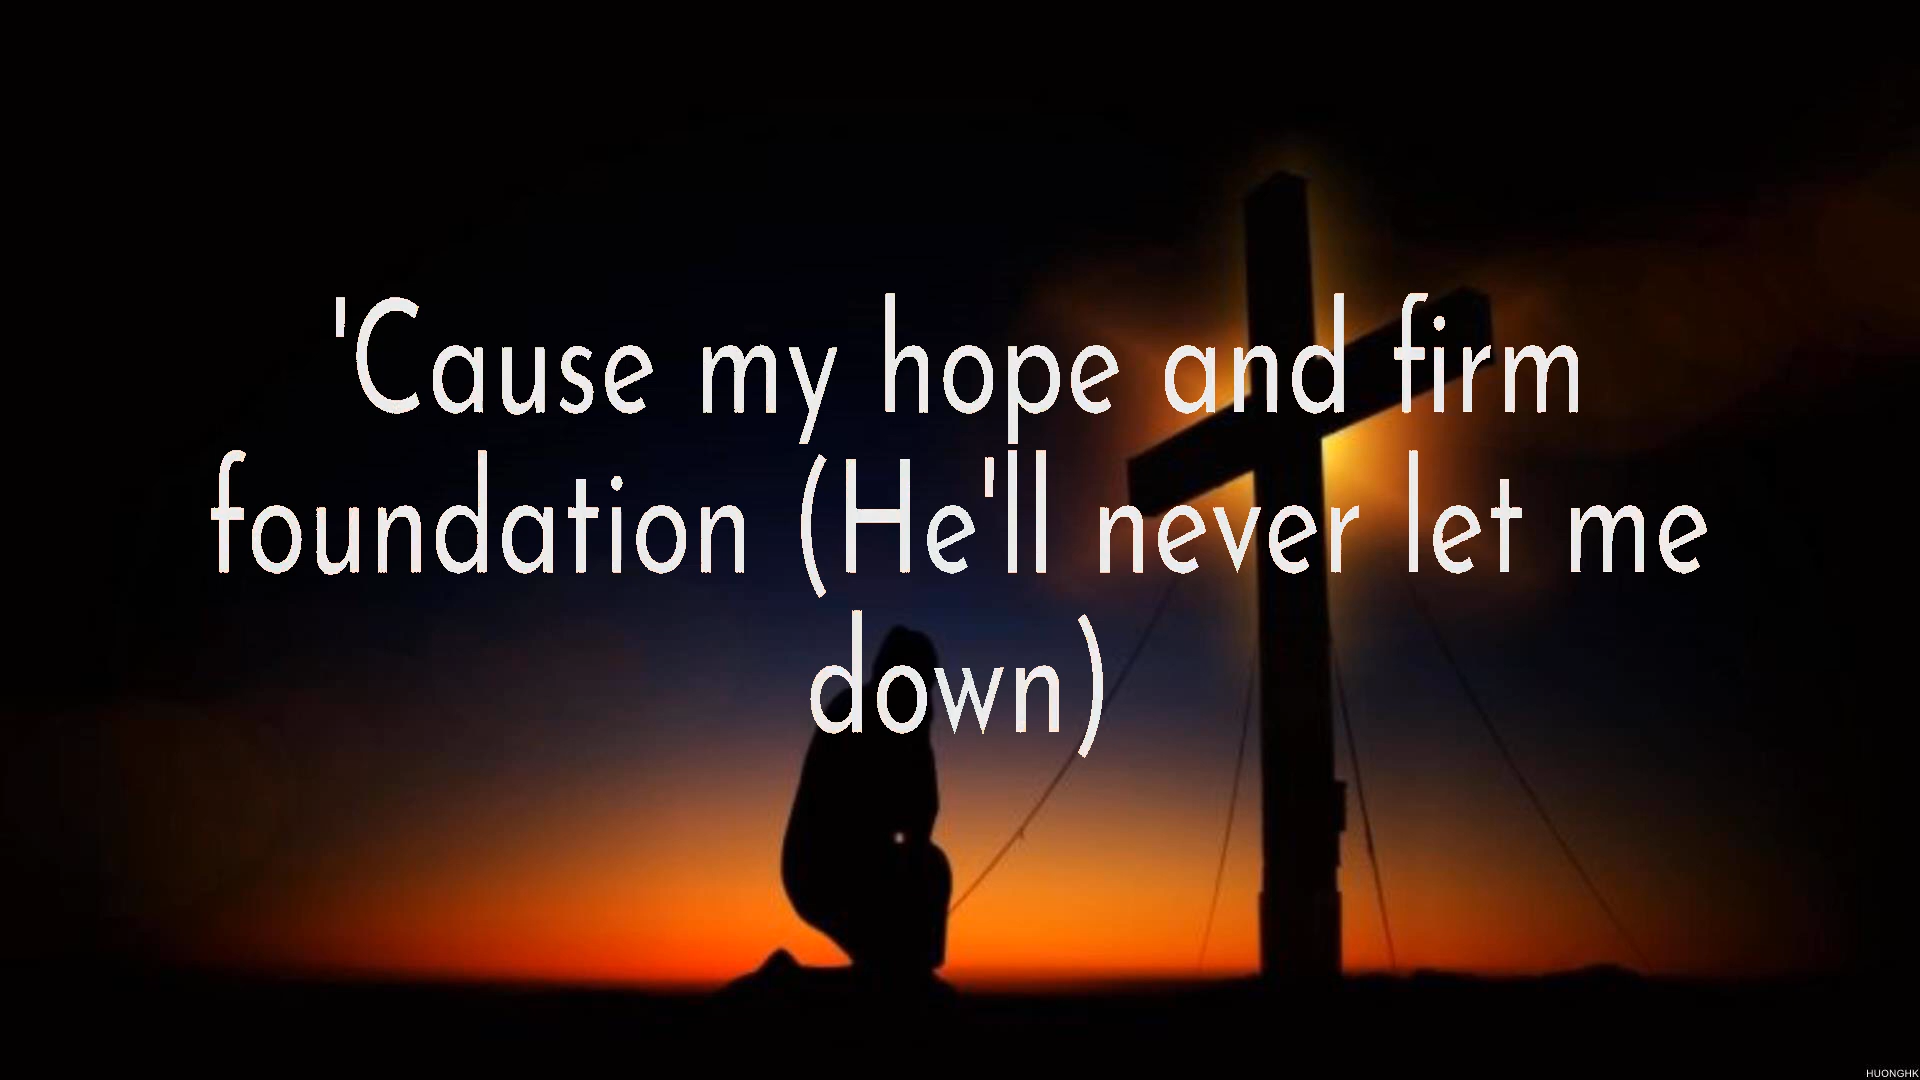 'Cause my hope and firm
foundation (He'll never let me
down)
HUONGHK